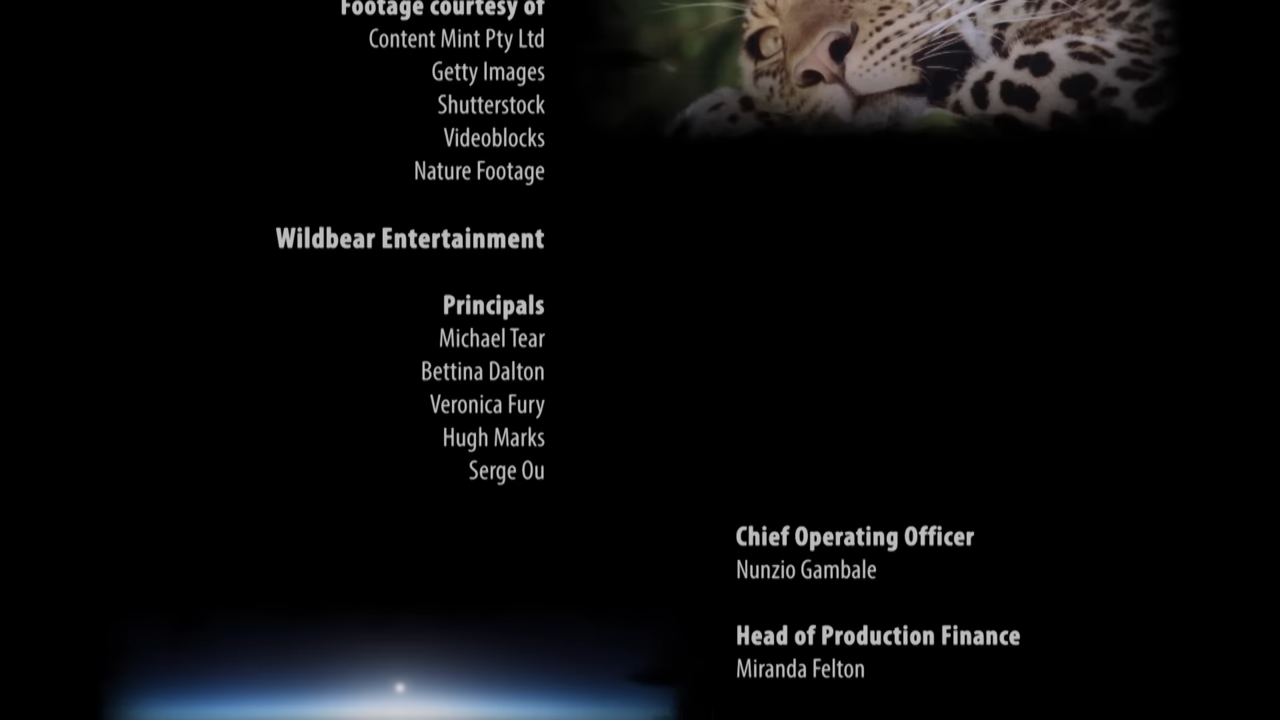 Footage courtesy of
Content Mint Pty Ltd
Getty Images
Shutterstock
Videoblocks
Nature Footage
Wildbear Entertainment
Principals
Michael Tear
Bettina Dalton
Veronica Fury
Hugh Marks
Serge Ou
Chief Operating Officer
Nunzio Gambale
Head of Production Finance
Miranda Felton